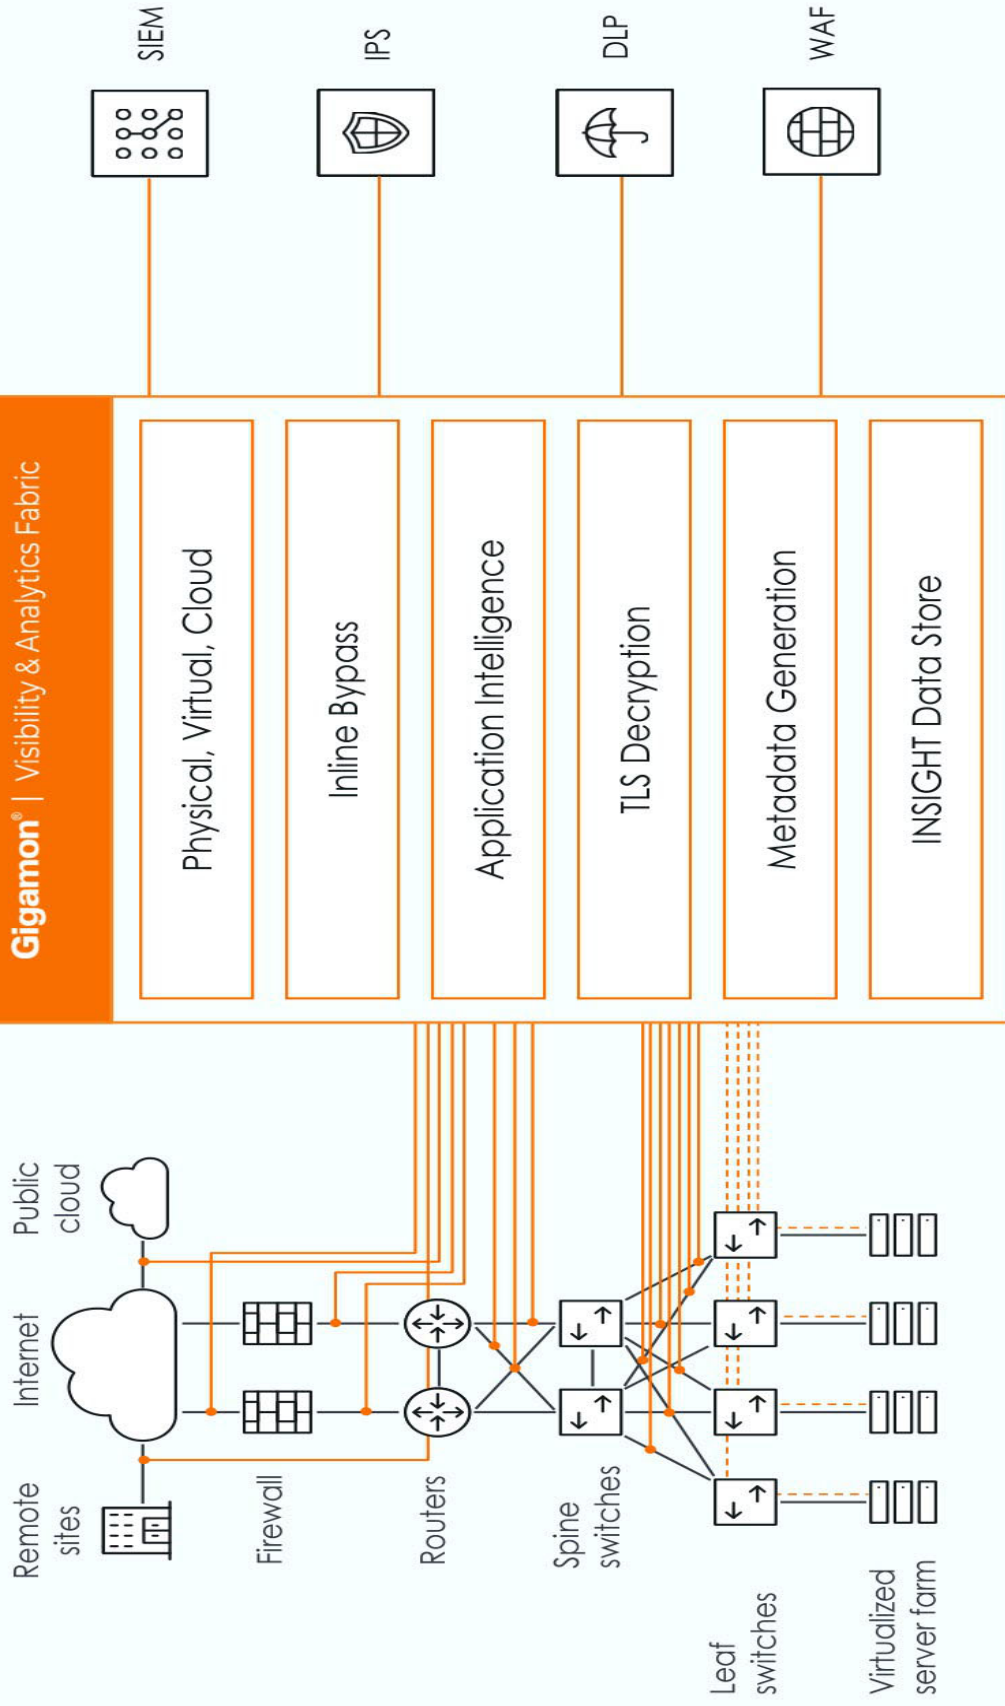 Remote
sites
Internet
Public
cloud
Firewall
Routers
Spine
switches
Leaf
switches
Virtualized
server farm
Gigamon® | Visibility & Analytics Fabric
Physical, Virtual, Cloud
Inline Bypass
Application Intelligence
TLS Decryption
Metadata Generation
INSIGHT Data Store
SIEM
IPS
DLP
WAF